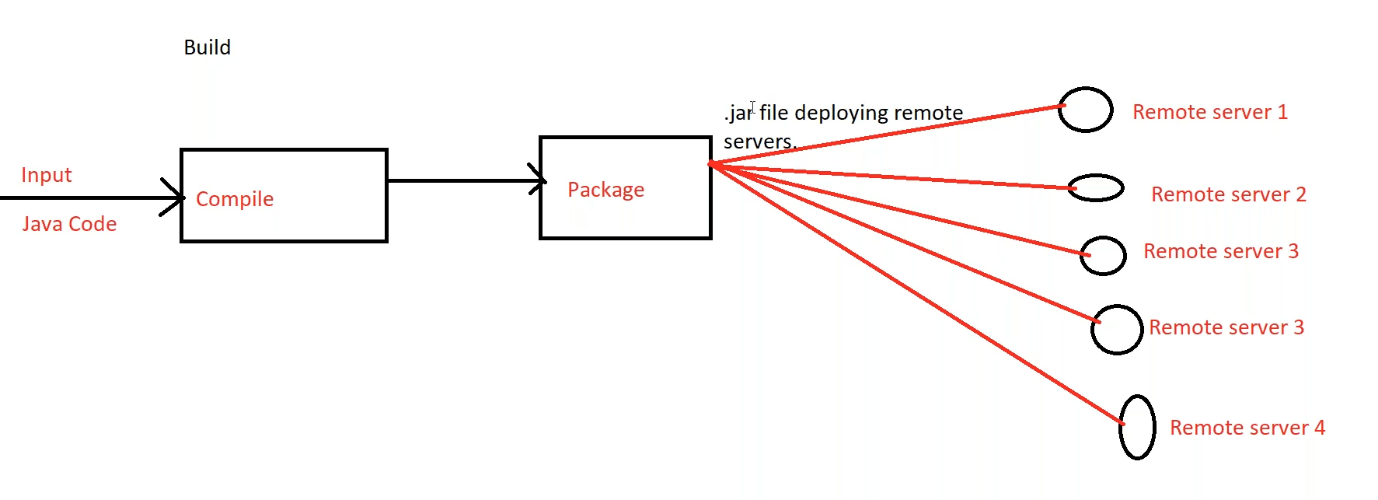 Build
Input
Java Code
Compile
Package
.jar file deploying remote
servers.
Remote server 1
Remote server 2
Remote server 3
Remote server 3
Remote server 4